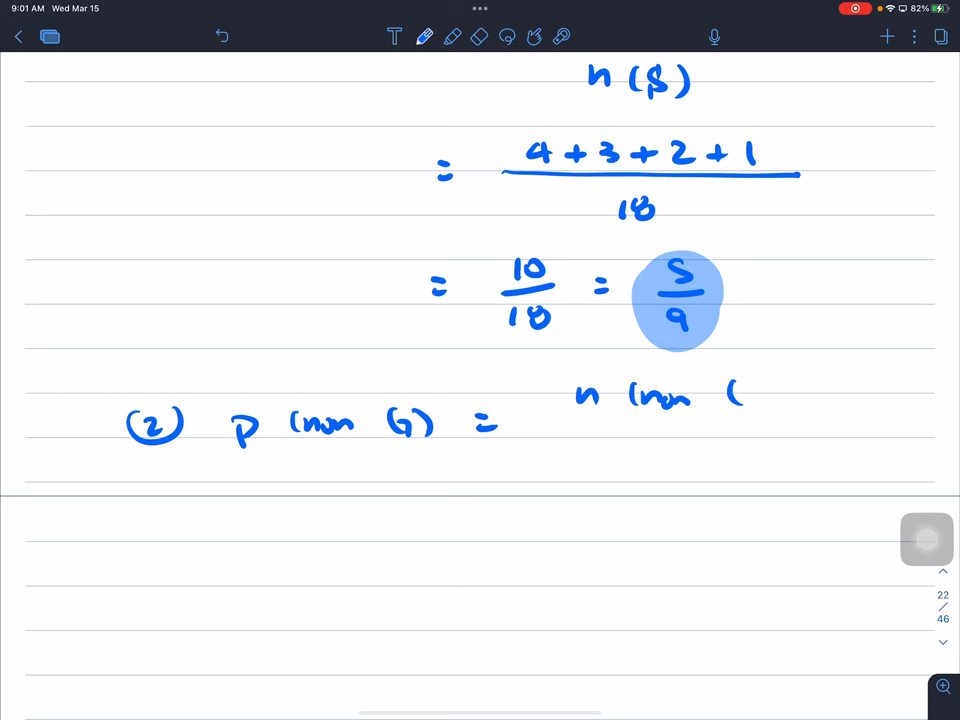 9:01 AM Wed Mar 15
82%
n (S)
= 4 + 3 + 2 + 1
18
= 10 / 18 = 5 / 9
n (non (
(2) P (non G) =
22
/
46